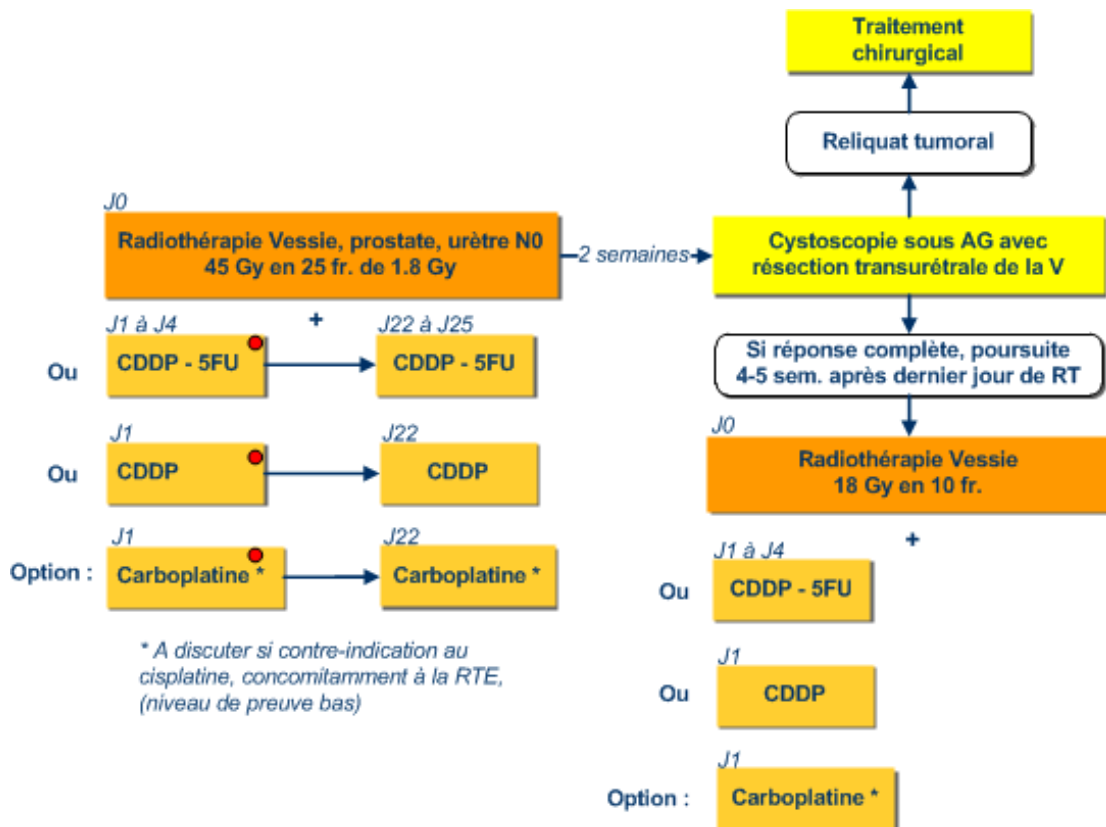 Traitement
chirurgical
Reliquat tumoral
J0
Radiothérapie Vessie, prostate, urètre N0
45 Gy en 25 fr. de 1.8 Gy
2 semaines
Cystoscopie sous AG avec
résection transurétrale de la V
+
J1 à J4
J22 à J25
Ou
CDDP - 5FU
CDDP - 5FU
Si réponse complète, poursuite
4-5 sem. après dernier jour de RT
J1
J22
Ou
CDDP
CDDP
J0
Radiothérapie Vessie
18 Gy en 10 fr.
J1
J22
Option :
Carboplatine *
Carboplatine *
* A discuter si contre-indication au
cisplatine, concomitamment à la RTE,
(niveau de preuve bas)
+
J1 à J4
Ou
CDDP - 5FU
J1
Ou
CDDP
J1
Option :
Carboplatine *